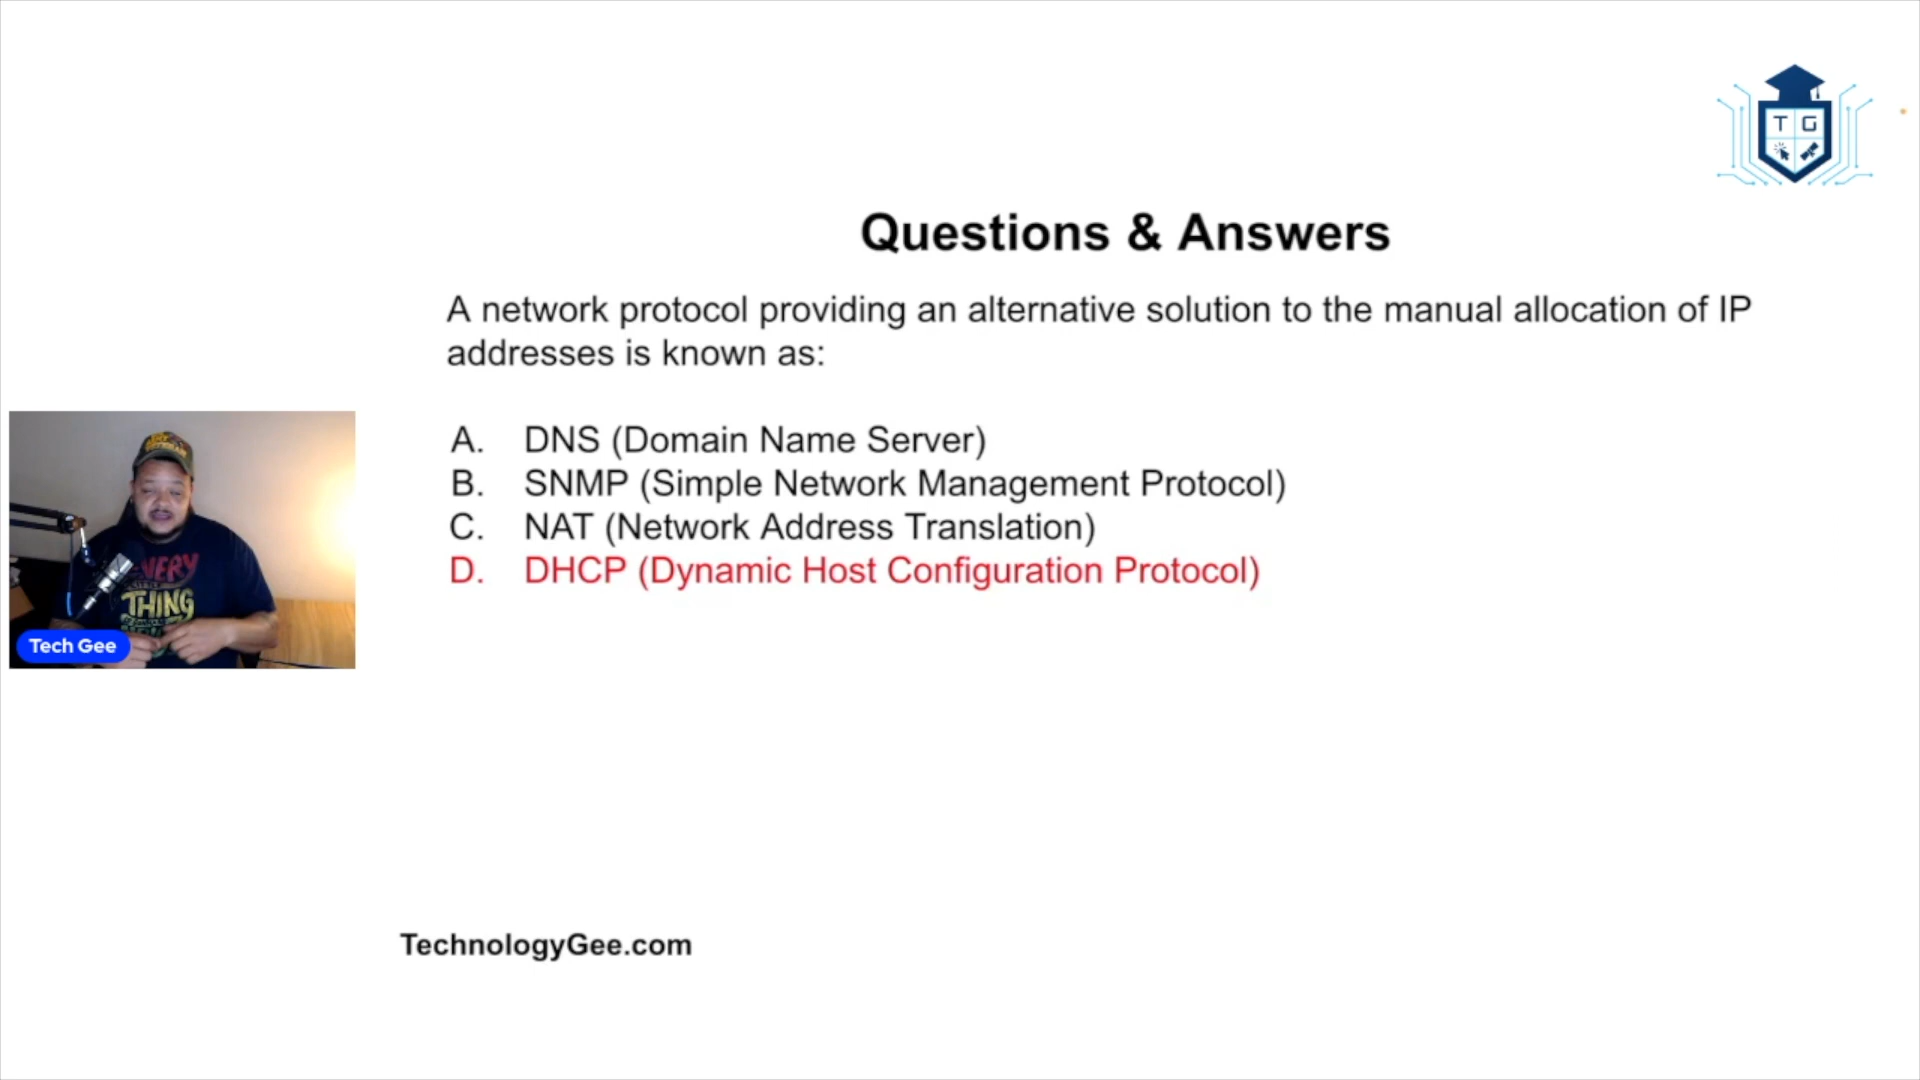 T G
Questions & Answers
A network protocol providing an alternative solution to the manual allocation of IP
addresses is known as:
A. DNS (Domain Name Server)
B. SNMP (Simple Network Management Protocol)
C. NAT (Network Address Translation)
D. DHCP (Dynamic Host Configuration Protocol)
EVERY
THING
Tech Gee
TechnologyGee.com